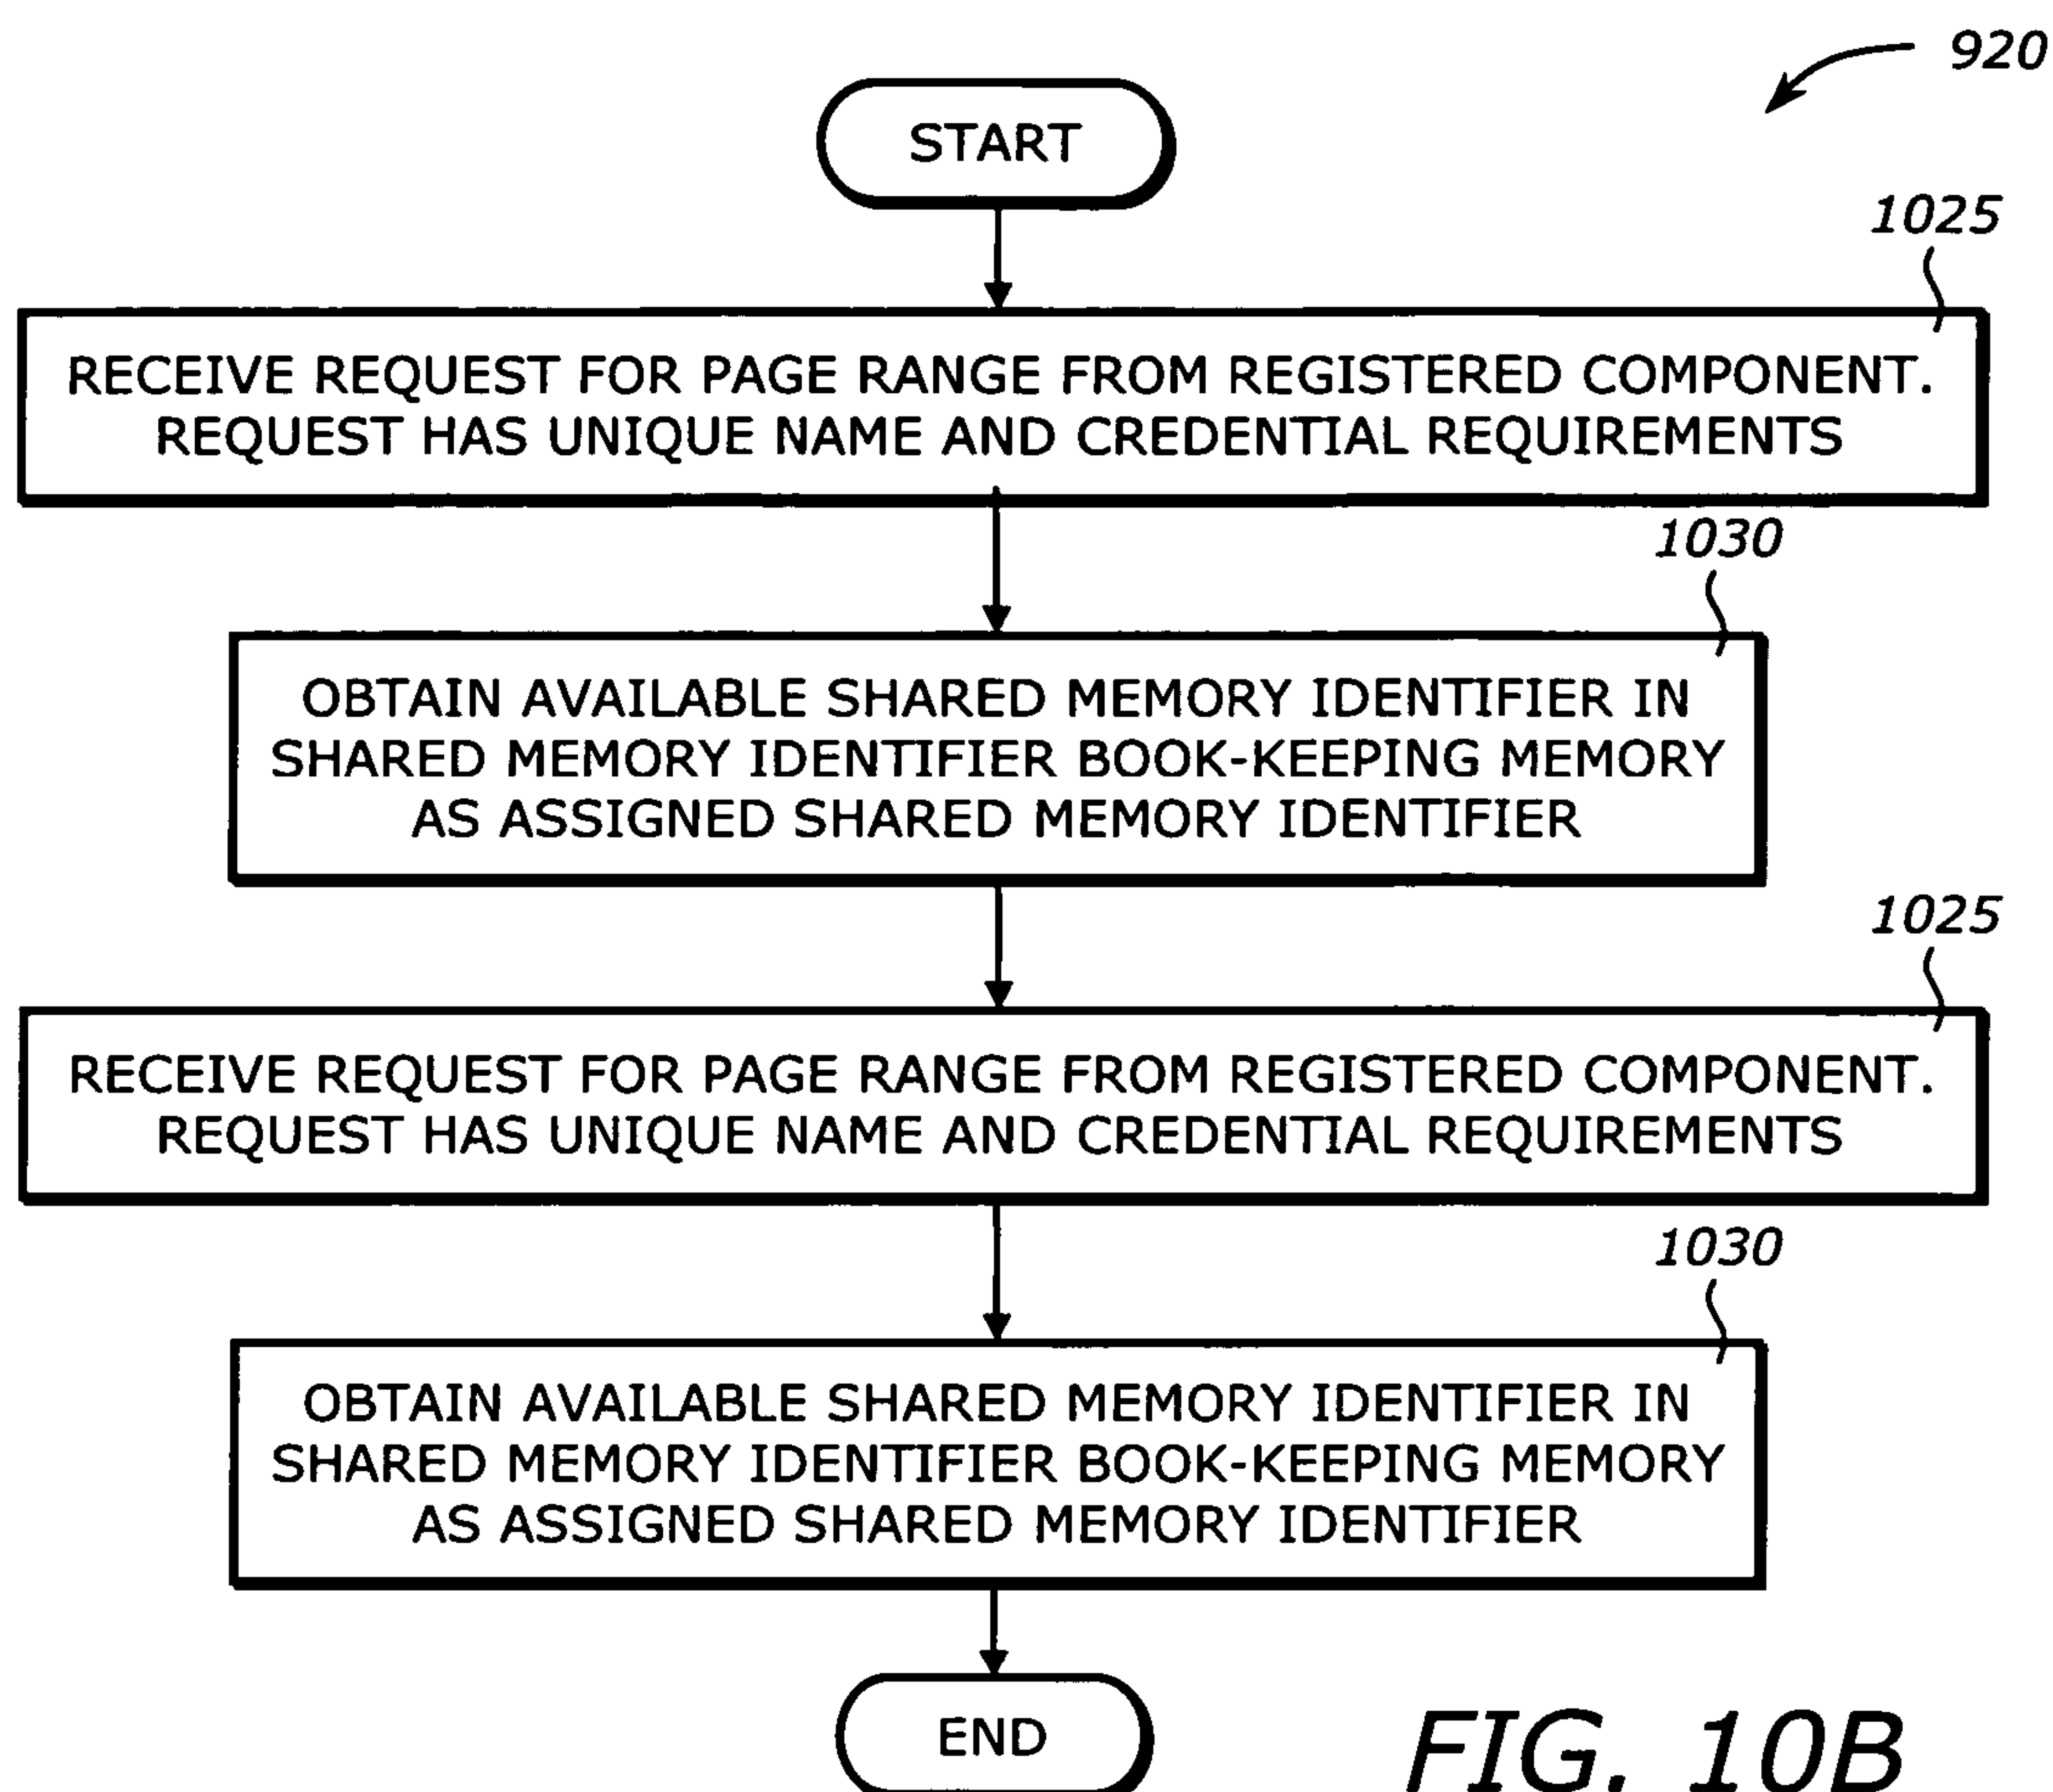 920
START
1025
RECEIVE REQUEST FOR PAGE RANGE FROM REGISTERED COMPONENT.
REQUEST HAS UNIQUE NAME AND CREDENTIAL REQUIREMENTS
1030
OBTAIN AVAILABLE SHARED MEMORY IDENTIFIER IN
SHARED MEMORY IDENTIFIER BOOK-KEEPING MEMORY
AS ASSIGNED SHARED MEMORY IDENTIFIER
1025
RECEIVE REQUEST FOR PAGE RANGE FROM REGISTERED COMPONENT.
REQUEST HAS UNIQUE NAME AND CREDENTIAL REQUIREMENTS
1030
OBTAIN AVAILABLE SHARED MEMORY IDENTIFIER IN
SHARED MEMORY IDENTIFIER BOOK-KEEPING MEMORY
AS ASSIGNED SHARED MEMORY IDENTIFIER
END
FIG. 10B